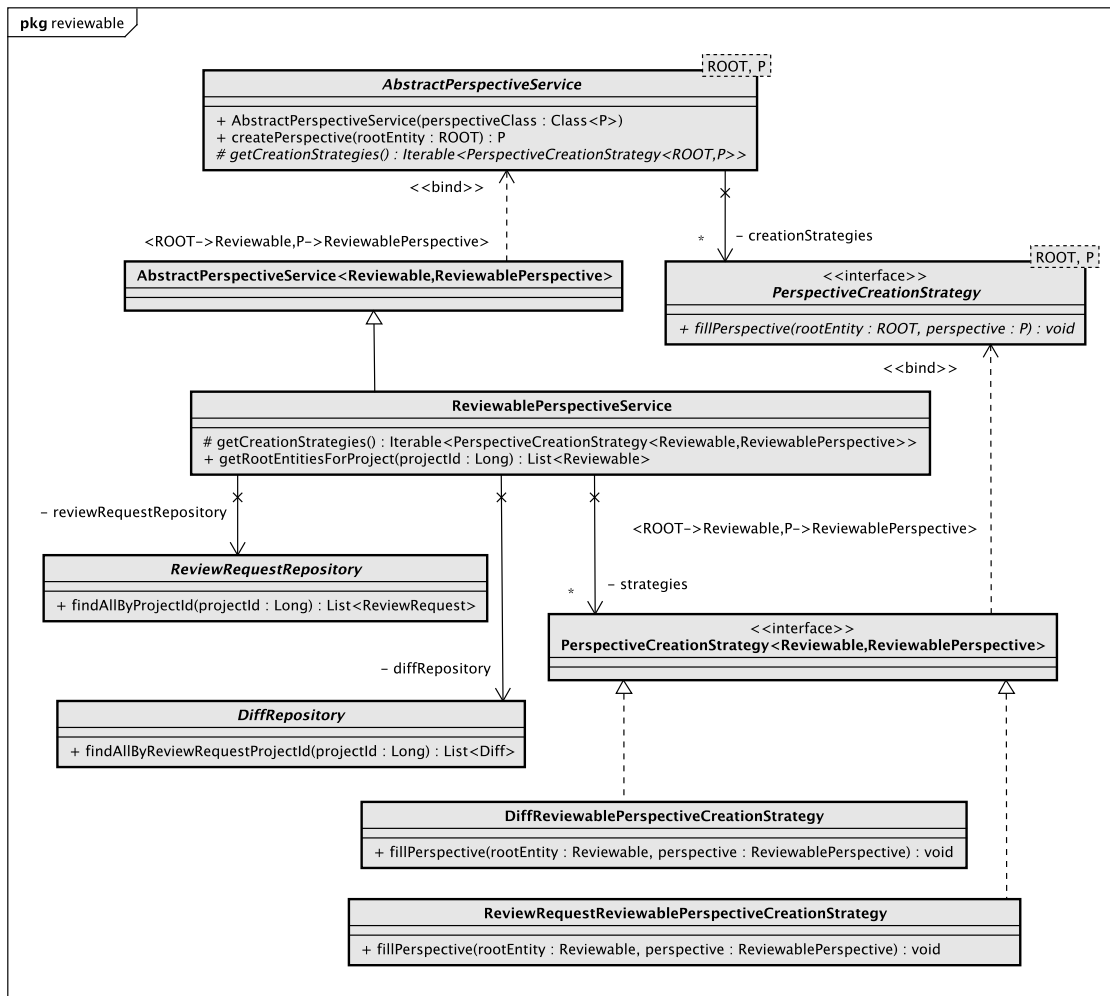 pkg reviewable
ROOT, P
AbstractPerspectiveService
+ AbstractPerspectiveService(perspectiveClass : Class<P>)
+ createPerspective(rootEntity : ROOT) : P
# getCreationStrategies() : Iterable<PerspectiveCreationStrategy<ROOT,P>>
<<bind>>
<ROOT->Reviewable,P->ReviewablePerspective>
* - creationStrategies
AbstractPerspectiveService<Reviewable,ReviewablePerspective>
ROOT, P
<<interface>>
PerspectiveCreationStrategy
+ fillPerspective(rootEntity : ROOT, perspective : P) : void
<<bind>>
ReviewablePerspectiveService
# getCreationStrategies() : Iterable<PerspectiveCreationStrategy<Reviewable,ReviewablePerspective>>
+ getRootEntitiesForProject(projectId : Long) : List<Reviewable>
- reviewRequestRepository
<ROOT->Reviewable,P->ReviewablePerspective>
ReviewRequestRepository
+ findAllByProjectId(projectId : Long) : List<ReviewRequest>
* - strategies
<<interface>>
PerspectiveCreationStrategy<Reviewable,ReviewablePerspective>
- diffRepository
DiffRepository
+ findAllByReviewRequestProjectId(projectId : Long) : List<Diff>
DiffReviewablePerspectiveCreationStrategy
+ fillPerspective(rootEntity : Reviewable, perspective : ReviewablePerspective) : void
ReviewRequestReviewablePerspectiveCreationStrategy
+ fillPerspective(rootEntity : Reviewable, perspective : ReviewablePerspective) : void